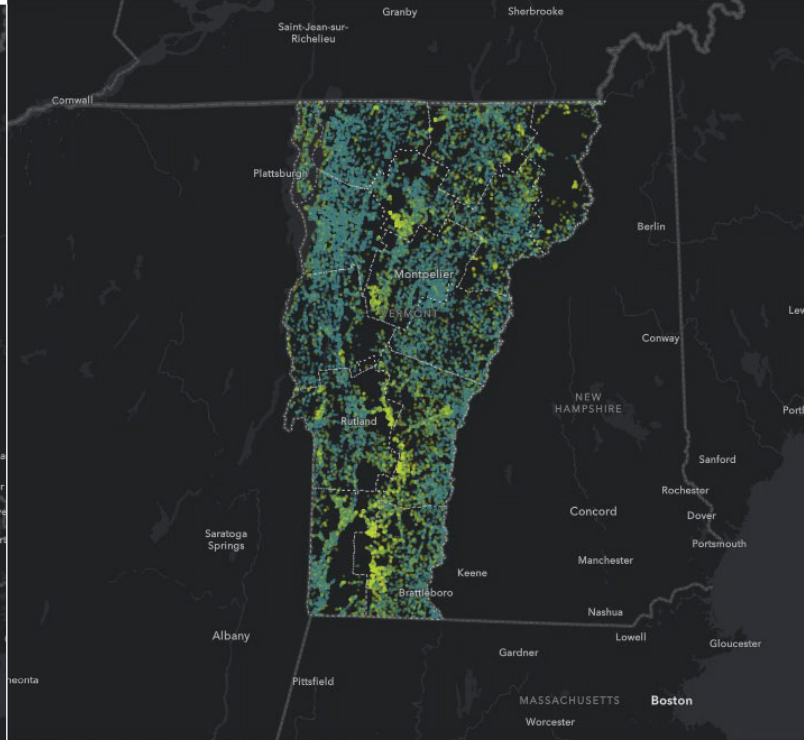 Granby
Sherbrooke
Saint-Jean-sur-
Richelieu
Cornwall
Plattsburgh
Berlin
Montpelier
VERMONT
Conway
NEW
HAMPSHIRE
Rutland
Sanford
Rochester
Concord
Dover
Saratoga
Springs
Portsmouth
Manchester
Keene
Brattleboro
Nashua
Albany
Lowell
Gloucester
Gardner
Pittsfield
MASSACHUSETTS
Boston
Worcester